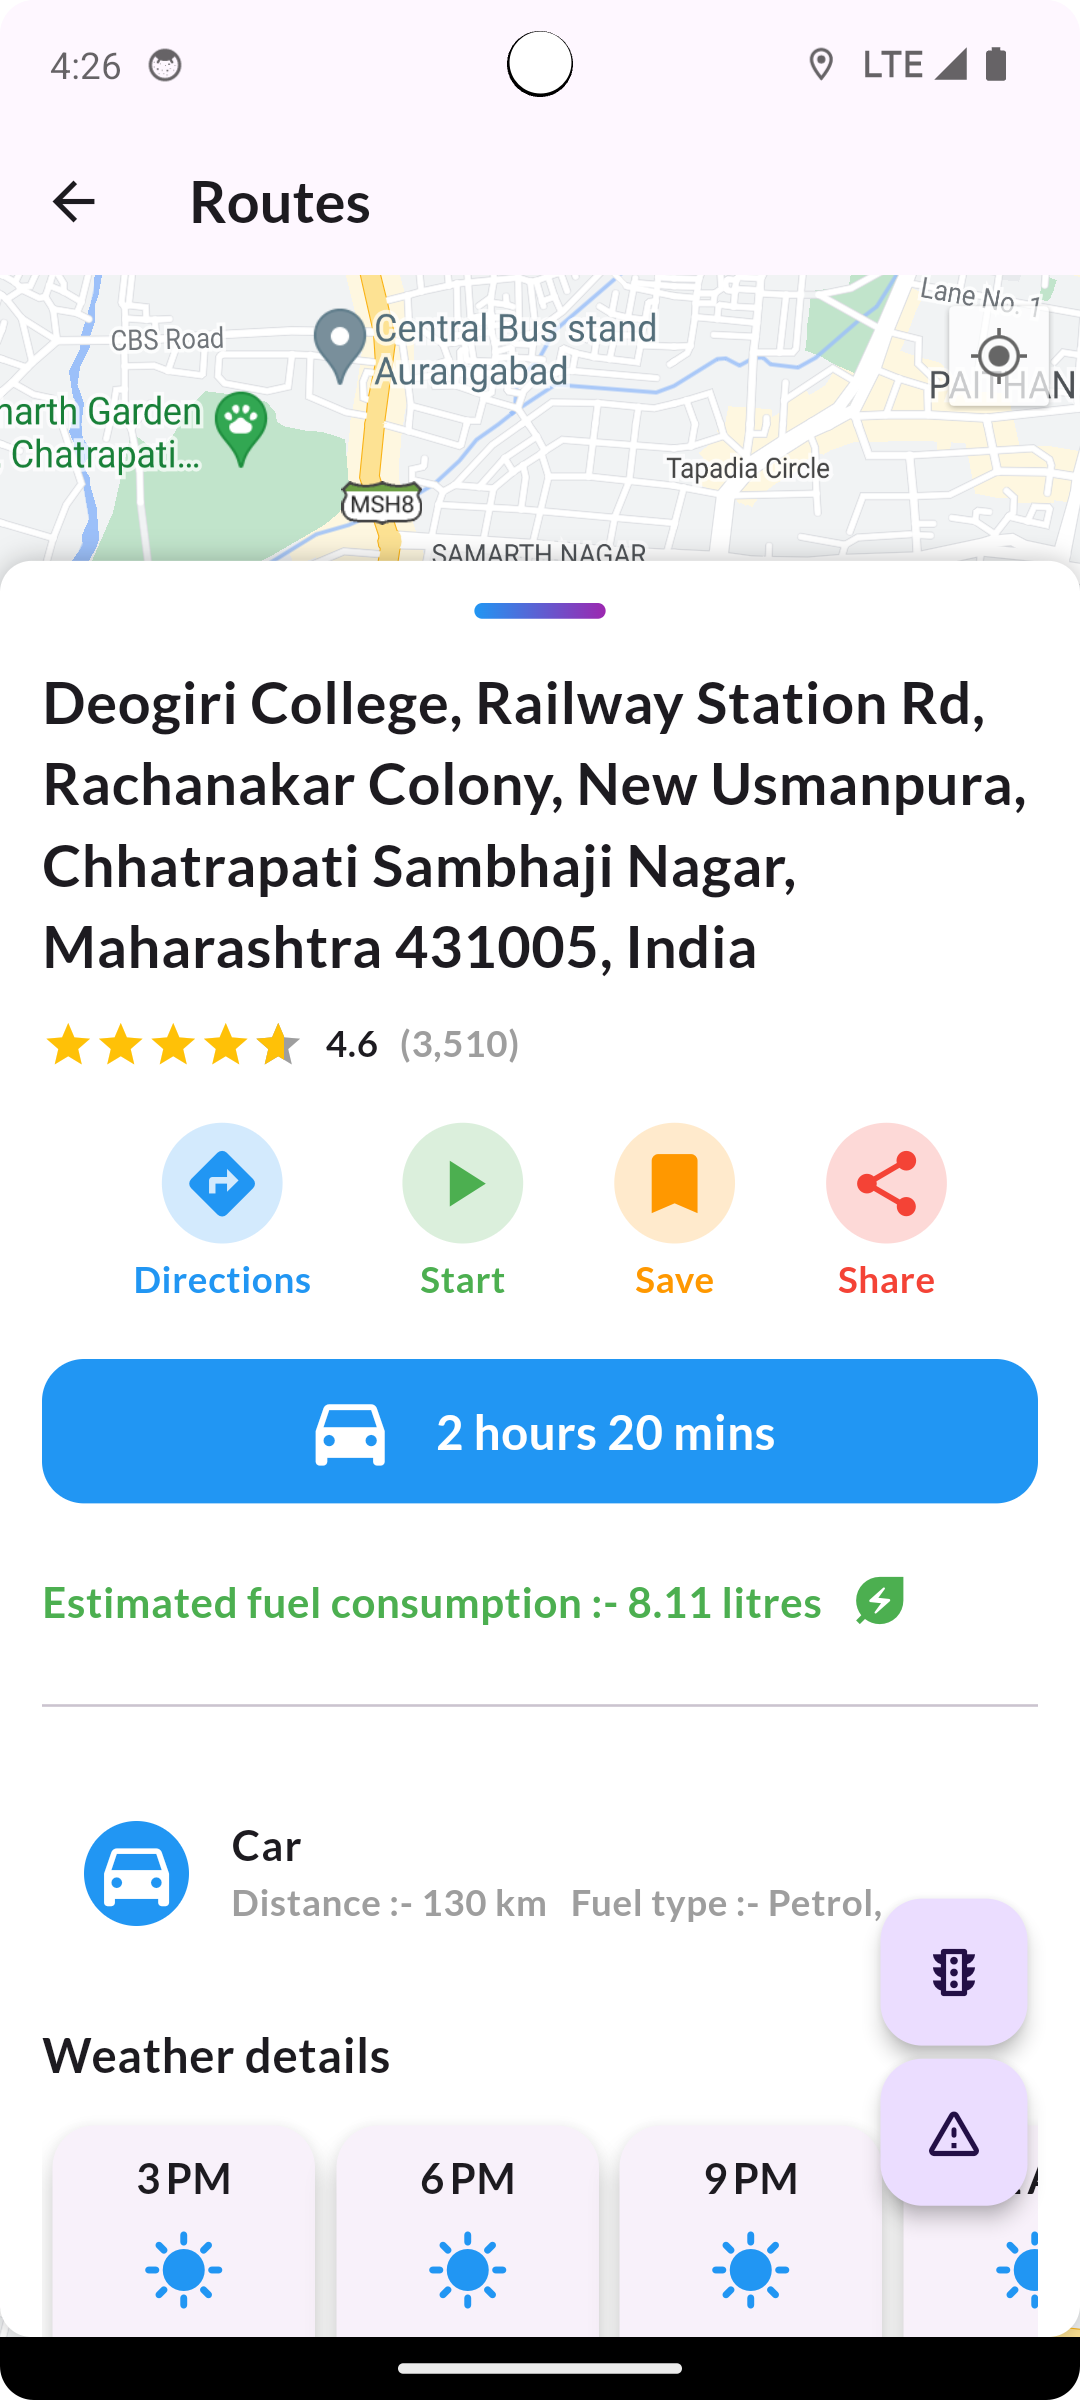 4:26
LTE
Routes
Lane No. 1
CBS Road
Central Bus stand
Aurangabad
PAITHAN
marth Garden
Chatrapati...
Tapadia Circle
MSH8
SAMARTH NAGAR
Deogiri College, Railway Station Rd,
Rachanakar Colony, New Usmanpura,
Chhatrapati Sambhaji Nagar,
Maharashtra 431005, India
4.6 (3,510)
Directions Start Save Share
2 hours 20 mins
Estimated fuel consumption :- 8.11 litres
Car
Distance :- 130 km Fuel type :- Petrol,
Weather details
3 PM 6 PM 9 PM